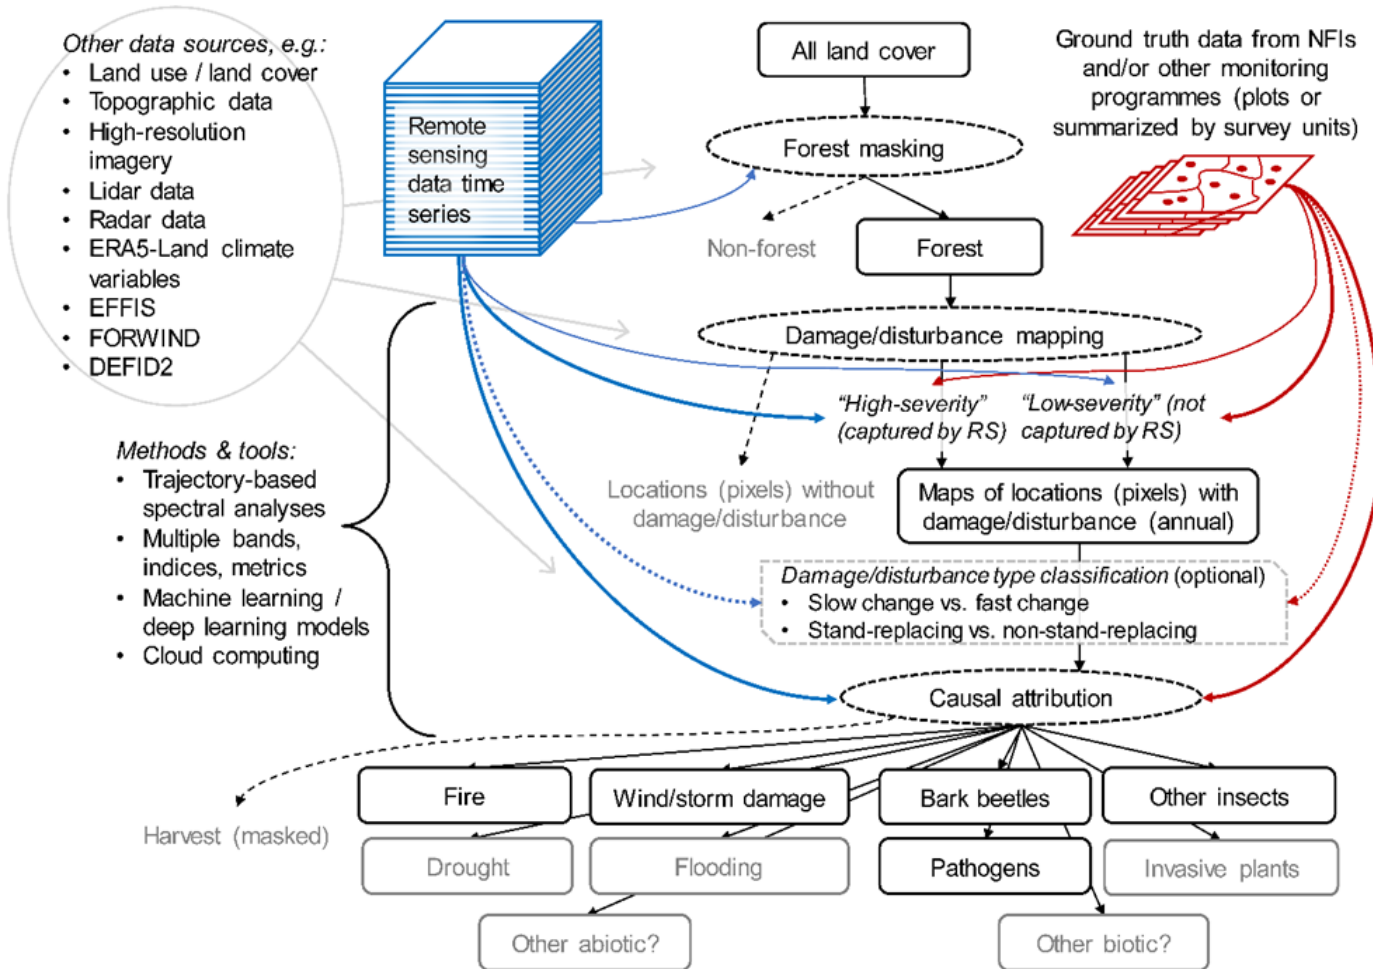 Other data sources, e.g.:
• Land use / land cover
• Topographic data
• High-resolution
imagery
• Lidar data
• Radar data
• ERA5-Land climate
variables
• EFFIS
• FORWIND
• DEFID2
Remote
sensing
data time
series
All land cover
Forest masking
Non-forest
Forest
Ground truth data from NFIs
and/or other monitoring
programmes (plots or
summarized by survey units)
Damage/disturbance mapping
“High-severity”
(captured by RS)
“Low-severity” (not
captured by RS)
Locations (pixels) without
damage/disturbance
Maps of locations (pixels) with
damage/disturbance (annual)
Methods & tools:
• Trajectory-based
spectral analyses
• Multiple bands,
indices, metrics
• Machine learning /
deep learning models
• Cloud computing
Damage/disturbance type classification (optional)
• Slow change vs. fast change
• Stand-replacing vs. non-stand-replacing
Causal attribution
Harvest (masked)
Fire
Wind/storm damage
Bark beetles
Other insects
Drought
Flooding
Pathogens
Invasive plants
Other abiotic?
Other biotic?